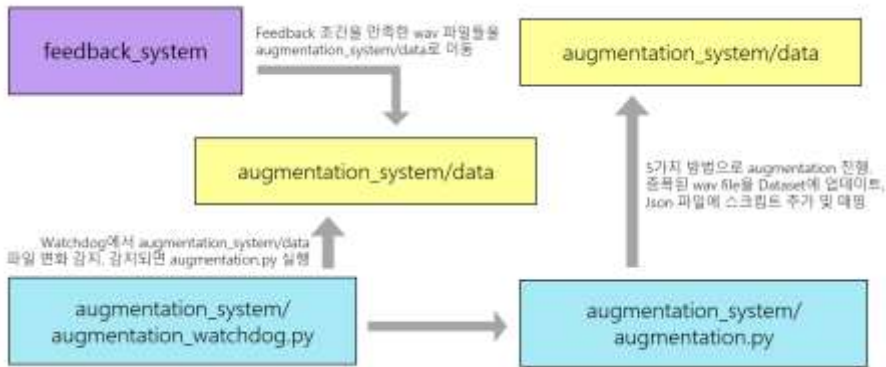 feedback_system
Feedback 조건을 만족한 wav 파일들을
augmentation_system/data로 이동
augmentation_system/data
augmentation_system/data
5가지 방법으로 augmentation 진행,
증폭된 wav file을 Dataset에 업데이트,
Json 파일에 스크립트 추가 및 매핑
Watchdog에서 augmentation_system/data
파일 변화 감지, 감지되면 augmentation.py 실행
augmentation_system/
augmentation_watchdog.py
augmentation_system/
augmentation.py